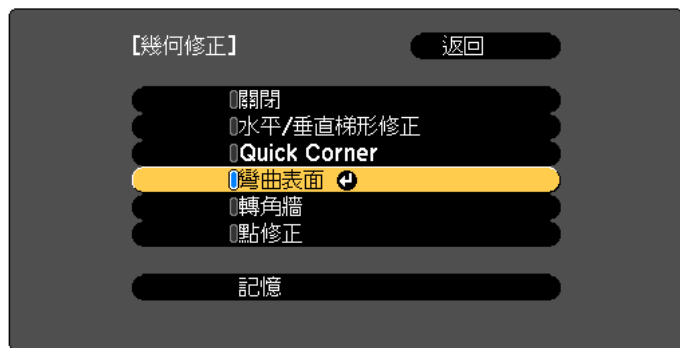 【幾何修正】 返回
關閉
水平/垂直梯形修正
Quick Corner
彎曲表面
轉角牆
點修正
記憶